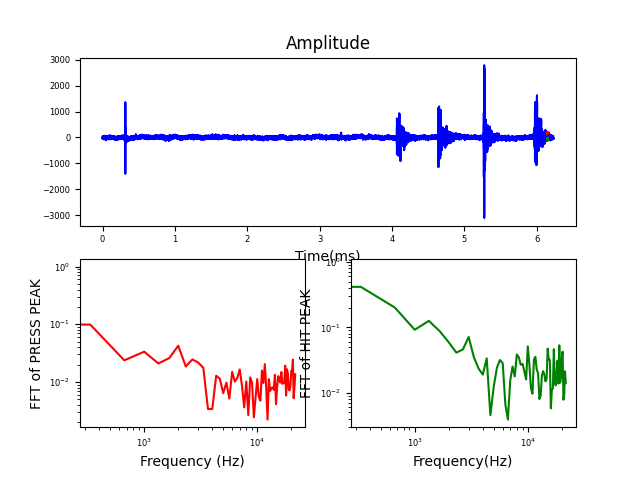 Amplitude
3000
2000
1000
0
−1000
−2000
−3000
0 1 2 3 4 5 6
Time(ms)
FFT of PRESS PEAK
10⁰
10⁻¹
10⁻²
10³ 10⁴
Frequency (Hz)
FFT of HIT PEAK
10⁰
10⁻¹
10⁻²
10³ 10⁴
Frequency(Hz)